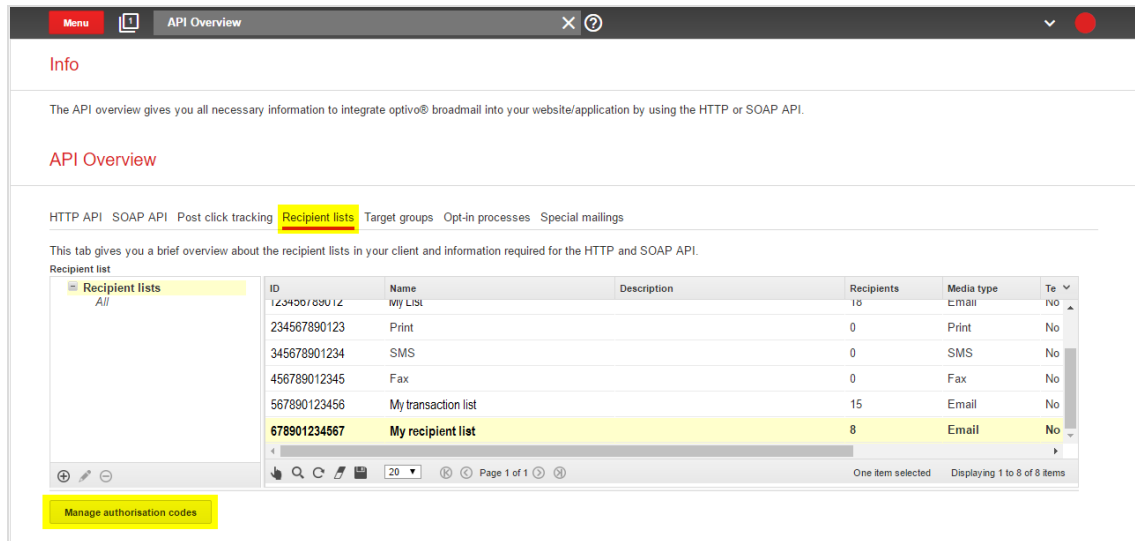 Menu 1 API Overview
Info
The API overview gives you all necessary information to integrate optivo® broadmail into your website/application by using the HTTP or SOAP API.
API Overview
HTTP API SOAP API Post click tracking Recipient lists Target groups Opt-in processes Special mailings
This tab gives you a brief overview about the recipient lists in your client and information required for the HTTP and SOAP API.
Recipient list
Recipient lists
All
ID Name Description Recipients Media type Te
123456789012 My List 18 Email No
234567890123 Print 0 Print No
345678901234 SMS 0 SMS No
456789012345 Fax 0 Fax No
567890123456 My transaction list 15 Email No
678901234567 My recipient list 8 Email No
20 Page 1 of 1 One item selected Displaying 1 to 8 of 8 items
Manage authorisation codes